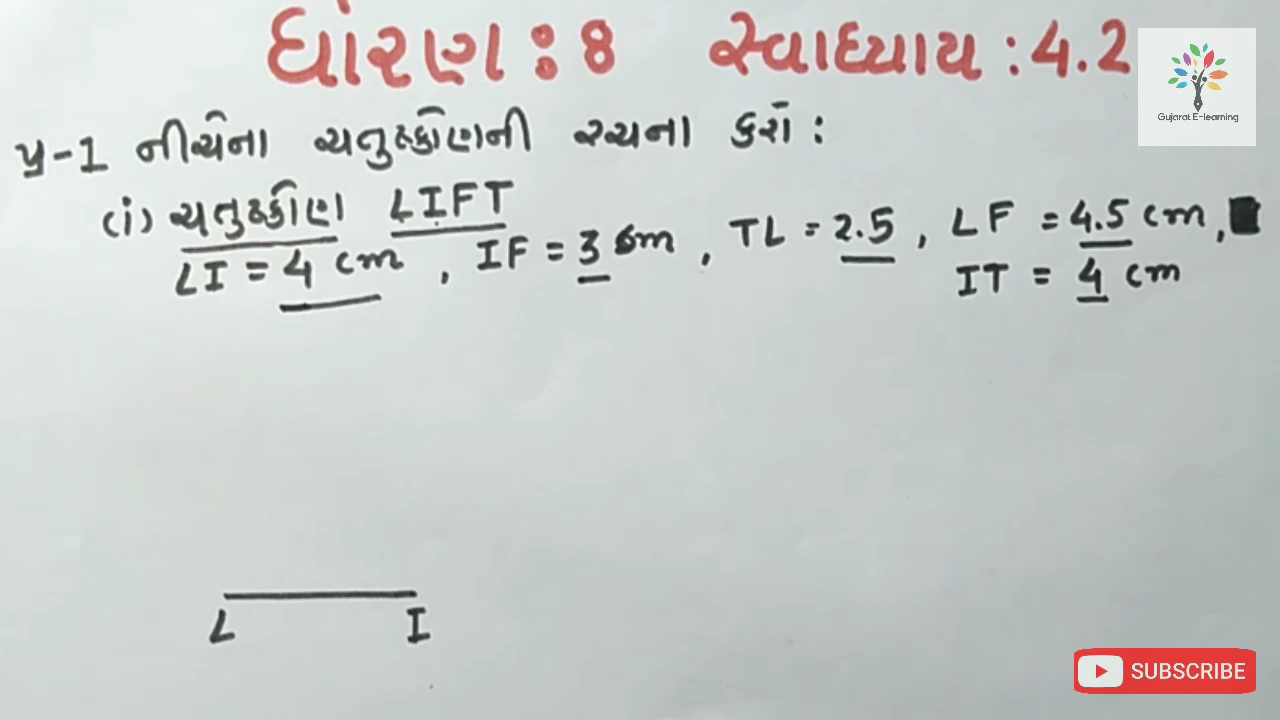 ધોરણ : 8 સ્વાધ્યાય : 4.2
Gujarat E-learning
પ્ર-1 નીચેના ચતુષ્કોણની રચના કરો :
(i) ચતુષ્કોણ LIFT
LI = 4 cm , IF = 3 cm , TL = 2.5 , LF = 4.5 cm ,
IT = 4 cm
L I
SUBSCRIBE